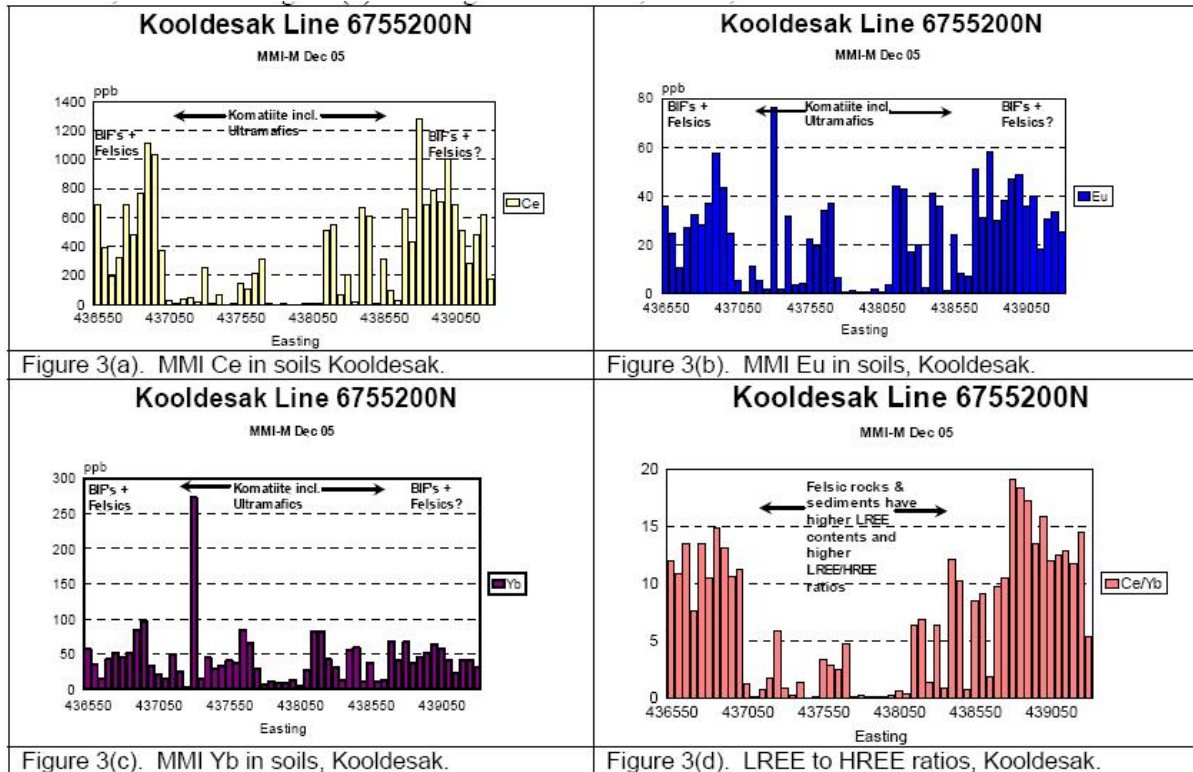 Kooldesak Line 6755200N
MMI-M Dec 05
ppb
1400
1200
1000
800
600
400
200
0
BIF's +
Felsics
Komatiite incl.
Ultramafics
BIF's +
Felsics?
Ce
436550 437050 437550 438050 438550 439050
Easting
Figure 3(a). MMI Ce in soils Kooldesak.
Kooldesak Line 6755200N
MMI-M Dec 05
ppb
80
60
40
20
0
BIF's +
Felsics
Komatiite incl.
Ultramafics
BIF's +
Felsics?
Eu
436550 437050 437550 438050 438550 439050
Easting
Figure 3(b). MMI Eu in soils, Kooldesak.
Kooldesak Line 6755200N
MMI-M Dec 05
ppb
300
250
200
150
100
50
0
BIF's +
Felsics
Komatiite incl.
Ultramafics
BIF's +
Felsics?
Yb
436550 437050 437550 438050 438550 439050
Easting
Figure 3(c). MMI Yb in soils, Kooldesak.
Kooldesak Line 6755200N
MMI-M Dec 05
20
15
10
5
0
Felsic rocks &
sediments have
higher LREE
contents and
higher
LREE/HREE
ratios
Ce/Yb
436550 437050 437550 438050 438550 439050
Easting
Figure 3(d). LREE to HREE ratios, Kooldesak.